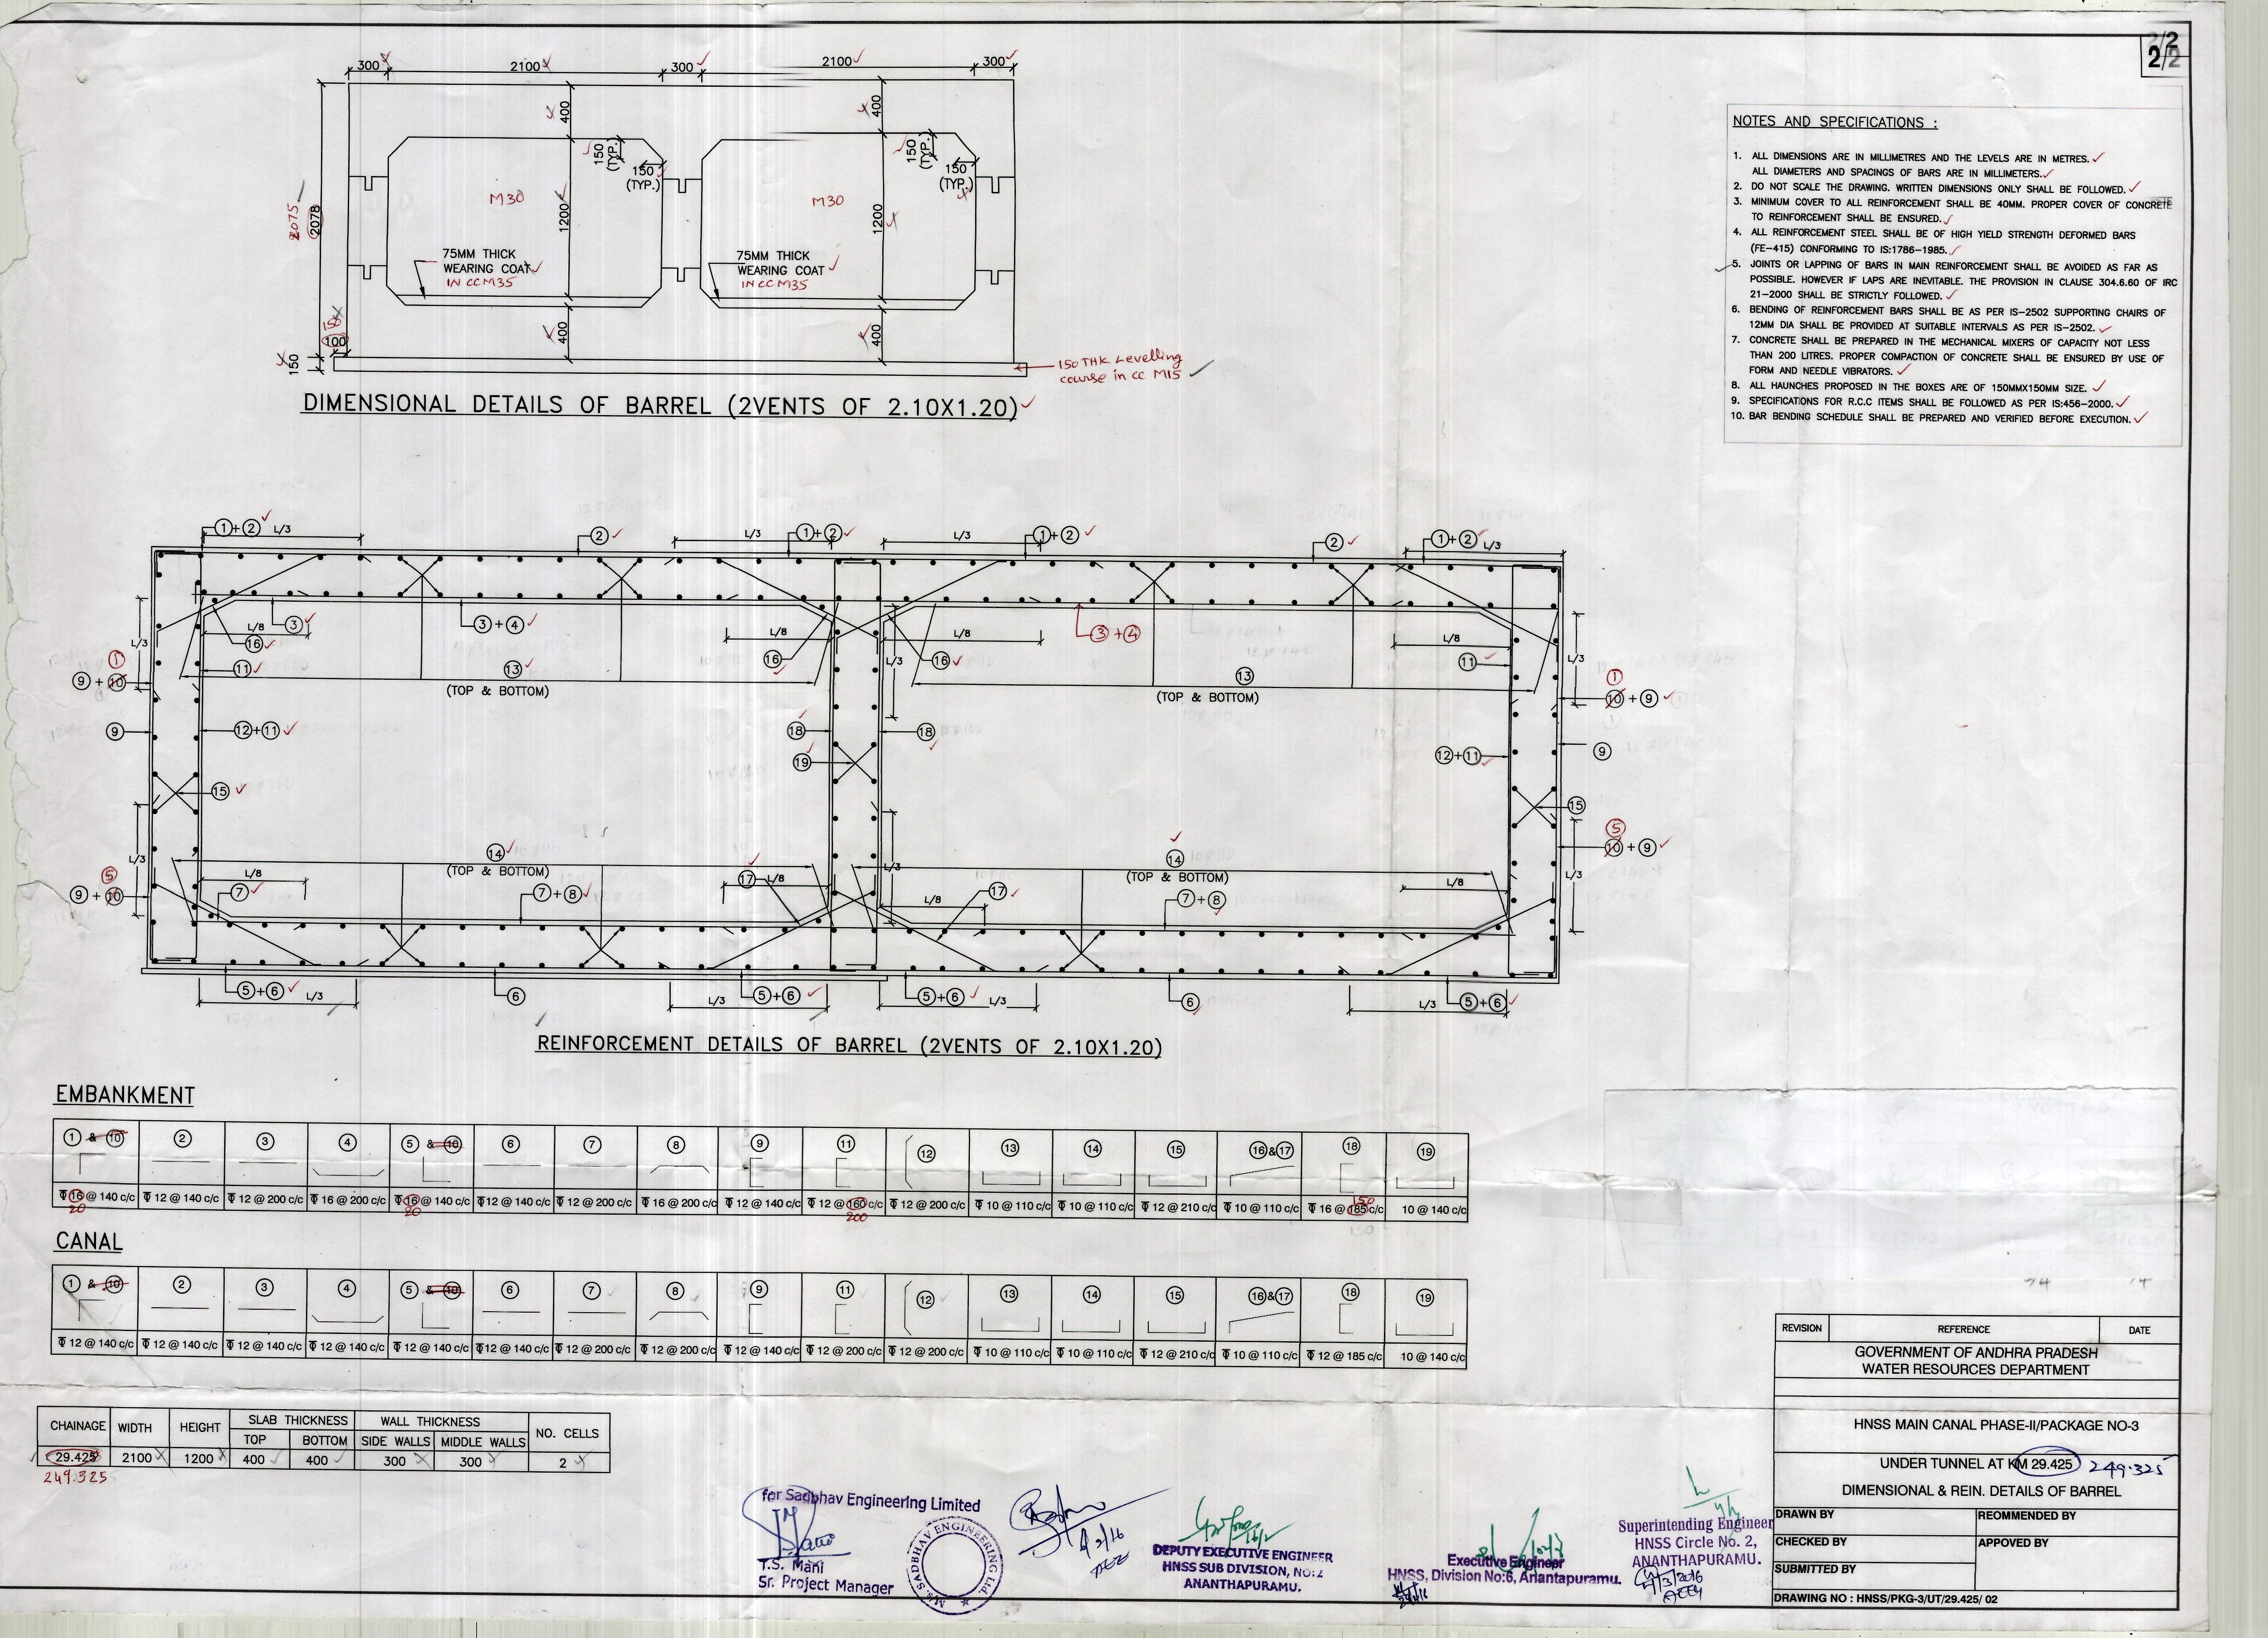 2/2
2/2
300 2100 300 2100 300
400 400
150 (TYP.) 150 (TYP.)
150 (TYP.) 150 (TYP.)
M30 M30
1200 1200
2075 2078
75MM THICK
WEARING COAT
IN CC M35
75MM THICK
WEARING COAT
IN CC M35
400 400
150
100
150
150 THK Levelling
course in cc M15
DIMENSIONAL DETAILS OF BARREL (2VENTS OF 2.10X1.20)
NOTES AND SPECIFICATIONS :
1. ALL DIMENSIONS ARE IN MILLIMETRES AND THE LEVELS ARE IN METRES.
ALL DIAMETERS AND SPACINGS OF BARS ARE IN MILLIMETERS.
2. DO NOT SCALE THE DRAWING. WRITTEN DIMENSIONS ONLY SHALL BE FOLLOWED.
3. MINIMUM COVER TO ALL REINFORCEMENT SHALL BE 40MM. PROPER COVER OF CONCRETE
TO REINFORCEMENT SHALL BE ENSURED.
4. ALL REINFORCEMENT STEEL SHALL BE OF HIGH YIELD STRENGTH DEFORMED BARS
(FE-415) CONFORMING TO IS:1786-1985.
5. JOINTS OR LAPPING OF BARS IN MAIN REINFORCEMENT SHALL BE AVOIDED AS FAR AS
POSSIBLE. HOWEVER IF LAPS ARE INEVITABLE. THE PROVISION IN CLAUSE 304.6.60 OF IRC
21-2000 SHALL BE STRICTLY FOLLOWED.
6. BENDING OF REINFORCEMENT BARS SHALL BE AS PER IS-2502 SUPPORTING CHAIRS OF
12MM DIA SHALL BE PROVIDED AT SUITABLE INTERVALS AS PER IS-2502.
7. CONCRETE SHALL BE PREPARED IN THE MECHANICAL MIXERS OF CAPACITY NOT LESS
THAN 200 LITRES. PROPER COMPACTION OF CONCRETE SHALL BE ENSURED BY USE OF
FORM AND NEEDLE VIBRATORS.
8. ALL HAUNCHES PROPOSED IN THE BOXES ARE OF 150MMX150MM SIZE.
9. SPECIFICATIONS FOR R.C.C ITEMS SHALL BE FOLLOWED AS PER IS:456-2000.
10. BAR BENDING SCHEDULE SHALL BE PREPARED AND VERIFIED BEFORE EXECUTION.
1+2 L/3 2 L/3 1+2 L/3 1+2 2 1+2 L/3
3 3+4 3+4
L/8 L/8 L/8 L/8
16 16 16
L/3 L/3 L/3
1 1
9+10 11 13 13 11 10+9
(TOP & BOTTOM) (TOP & BOTTOM)
9 12+11 18 18 12+11 9
19
15 15
5
14 14
(TOP & BOTTOM) (TOP & BOTTOM)
L/3 L/3 L/3
5 10+9
9+10 L/8 7 7+8 17 L/8 L/8 17 7+8 L/8
5+6 L/3 6 L/3 5+6 5+6 L/3 6 L/3 5+6
REINFORCEMENT DETAILS OF BARREL (2VENTS OF 2.10X1.20)
EMBANKMENT
1 & 10 2 3 4 5 & 10 6 7 8 9 11 12 13 14 15 16&17 18 19
16 @ 140 c/c 12 @ 140 c/c 12 @ 200 c/c 16 @ 200 c/c 16 @ 140 c/c 12 @ 140 c/c 12 @ 200 c/c 16 @ 200 c/c 12 @ 140 c/c 12 @ 160 c/c 12 @ 200 c/c 10 @ 110 c/c 10 @ 110 c/c 12 @ 210 c/c 10 @ 110 c/c 16 @ 185 c/c 10 @ 140 c/c
20 20 200 150
150
CANAL
1 & 10 2 3 4 5 & 10 6 7 8 9 11 12 13 14 15 16&17 18 19
12 @ 140 c/c 12 @ 140 c/c 12 @ 140 c/c 12 @ 140 c/c 12 @ 140 c/c 12 @ 140 c/c 12 @ 200 c/c 12 @ 200 c/c 12 @ 140 c/c 12 @ 200 c/c 12 @ 200 c/c 10 @ 110 c/c 10 @ 110 c/c 12 @ 210 c/c 10 @ 110 c/c 12 @ 185 c/c 10 @ 140 c/c
CHAINAGE WIDTH HEIGHT SLAB THICKNESS WALL THICKNESS NO. CELLS
TOP BOTTOM SIDE WALLS MIDDLE WALLS
29.425 2100 1200 400 400 300 300 2
249.325
for Sadbhav Engineering Limited
T.S. Mani
Sr. Project Manager
M/s. SADBHAV ENGINEERING Ltd.
DEPUTY EXECUTIVE ENGINEER
HNSS SUB DIVISION, NO:2
ANANTHAPURAMU.
Executive Engineer
HNSS, Division No:6, Anantapuramu.
Superintending Engineer
HNSS Circle No. 2,
ANANTHAPURAMU.
REVISION REFERENCE DATE
GOVERNMENT OF ANDHRA PRADESH
WATER RESOURCES DEPARTMENT
HNSS MAIN CANAL PHASE-II/PACKAGE NO-3
UNDER TUNNEL AT KM 29.425 249.325
DIMENSIONAL & REIN. DETAILS OF BARREL
DRAWN BY REOMMENDED BY
CHECKED BY APPROVED BY
SUBMITTED BY
DRAWING NO : HNSS/PKG-3/UT/29.425/ 02